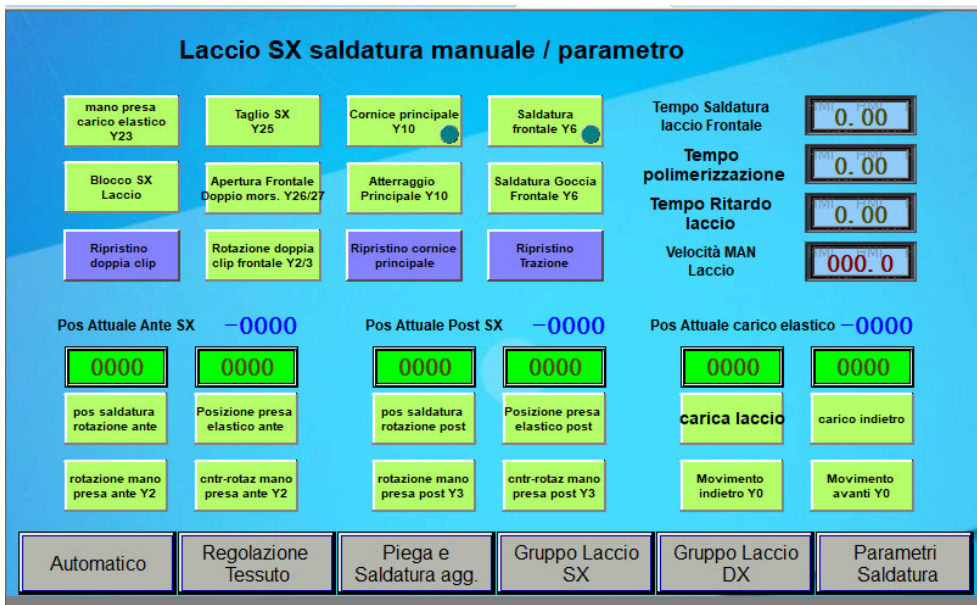 Laccio SX saldatura manuale / parametro
mano presa
carico elastico
Y23
Taglio SX
Y25
Cornice principale
Y10
Saldatura
frontale Y6
Tempo Saldatura
laccio Frontale
0.00
Blocco SX
Laccio
Apertura Frontale
Doppio mors. Y26/27
Atterraggio
Principale Y10
Saldatura Goccia
Frontale Y6
Tempo
polimerizzazione
0.00
Tempo Ritardo
laccio
0.00
Ripristino
doppia clip
Rotazione doppia
clip frontale Y2/3
Ripristino cornice
principale
Ripristino
Trazione
Velocità MAN
Laccio
000.0
Pos Attuale Ante SX
-0000
Pos Attuale Post SX
-0000
Pos Attuale carico elastico
-0000
0000
0000
0000
0000
0000
0000
pos saldatura
rotazione ante
Posizione presa
elastico ante
pos saldatura
rotazione post
Posizione presa
elastico post
carica laccio
carico indietro
rotazione mano
presa ante Y2
cntr-rotaz mano
presa ante Y2
rotazione mano
presa post Y3
cntr-rotaz mano
presa post Y3
Movimento
indietro Y0
Movimento
avanti Y0
Automatico
Regolazione
Tessuto
Piega e
Saldatura agg.
Gruppo Laccio
SX
Gruppo Laccio
DX
Parametri
Saldatura